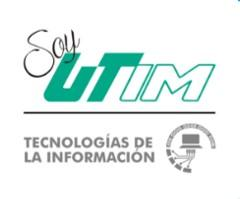 Soy
UTIM
TECNOLOGÍAS DE
LA INFORMACIÓN